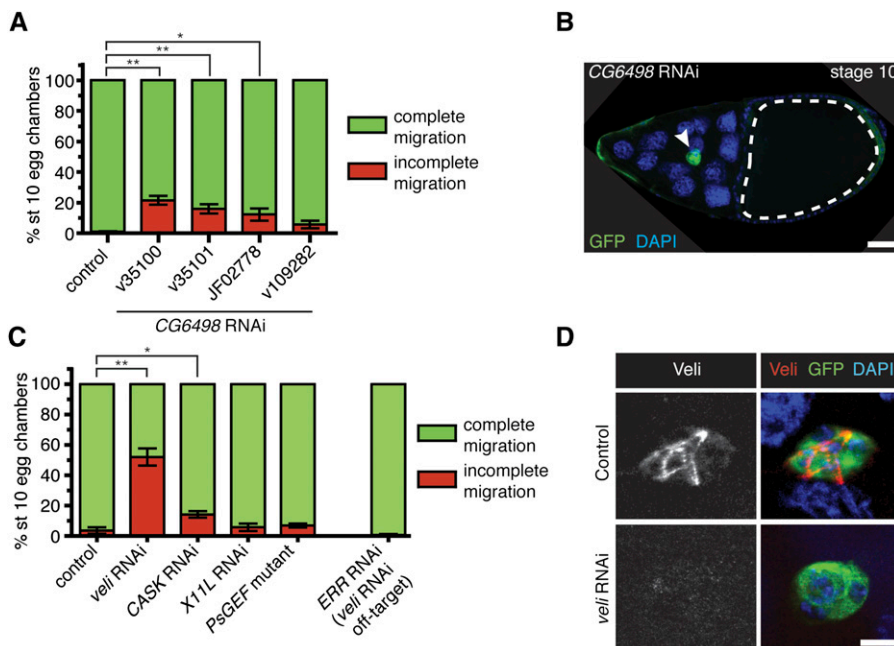 A
*
**
**
100
80
60
40
20
0
% st 10 egg chambers
complete
migration
incomplete
migration
control
v35100
v35101
JF02778
v109282
CG6498 RNAi
B
CG6498 RNAi
stage 10
GFP DAPI
C
*
**
100
80
60
40
20
0
% st 10 egg chambers
complete
migration
incomplete
migration
control
veli RNAi
CASK RNAi
X11L RNAi
PsGEF mutant
ERR RNAi
(veli RNAi
off-target)
D
Veli
Veli GFP DAPI
Control
veli RNAi